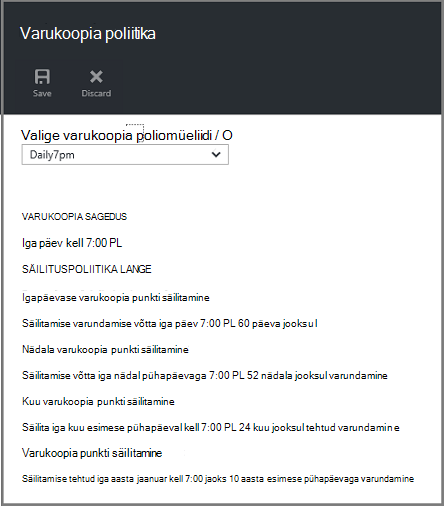 Varukoopia poliitika
Save Discard
Valige varukoopia poliomüeliidi / O
Daily7pm
VARUKOOPIA SAGEDUS
Iga päev kell 7:00 PL
SÄILITUSPOLIITIKA LANGE
Igapäevase varukoopia punkti säilitamine
Säilitamise varundamise võtta iga päev 7:00 PL 60 päeva jooksul
Nädala varukoopia punkti säilitamine
Säilitamise võtta iga nädal pühapäevaga 7:00 PL 52 nädala jooksul varundamine
Kuu varukoopia punkti säilitamine
Säilita iga kuu esimese pühapäeval kell 7:00 PL 24 kuu jooksul tehtud varundamine
Varukoopia punkti säilitamine
Säilitamise tehtud iga aasta jaanuar kell 7:00 jaoks 10 aasta esimese pühapäevaga varundamine